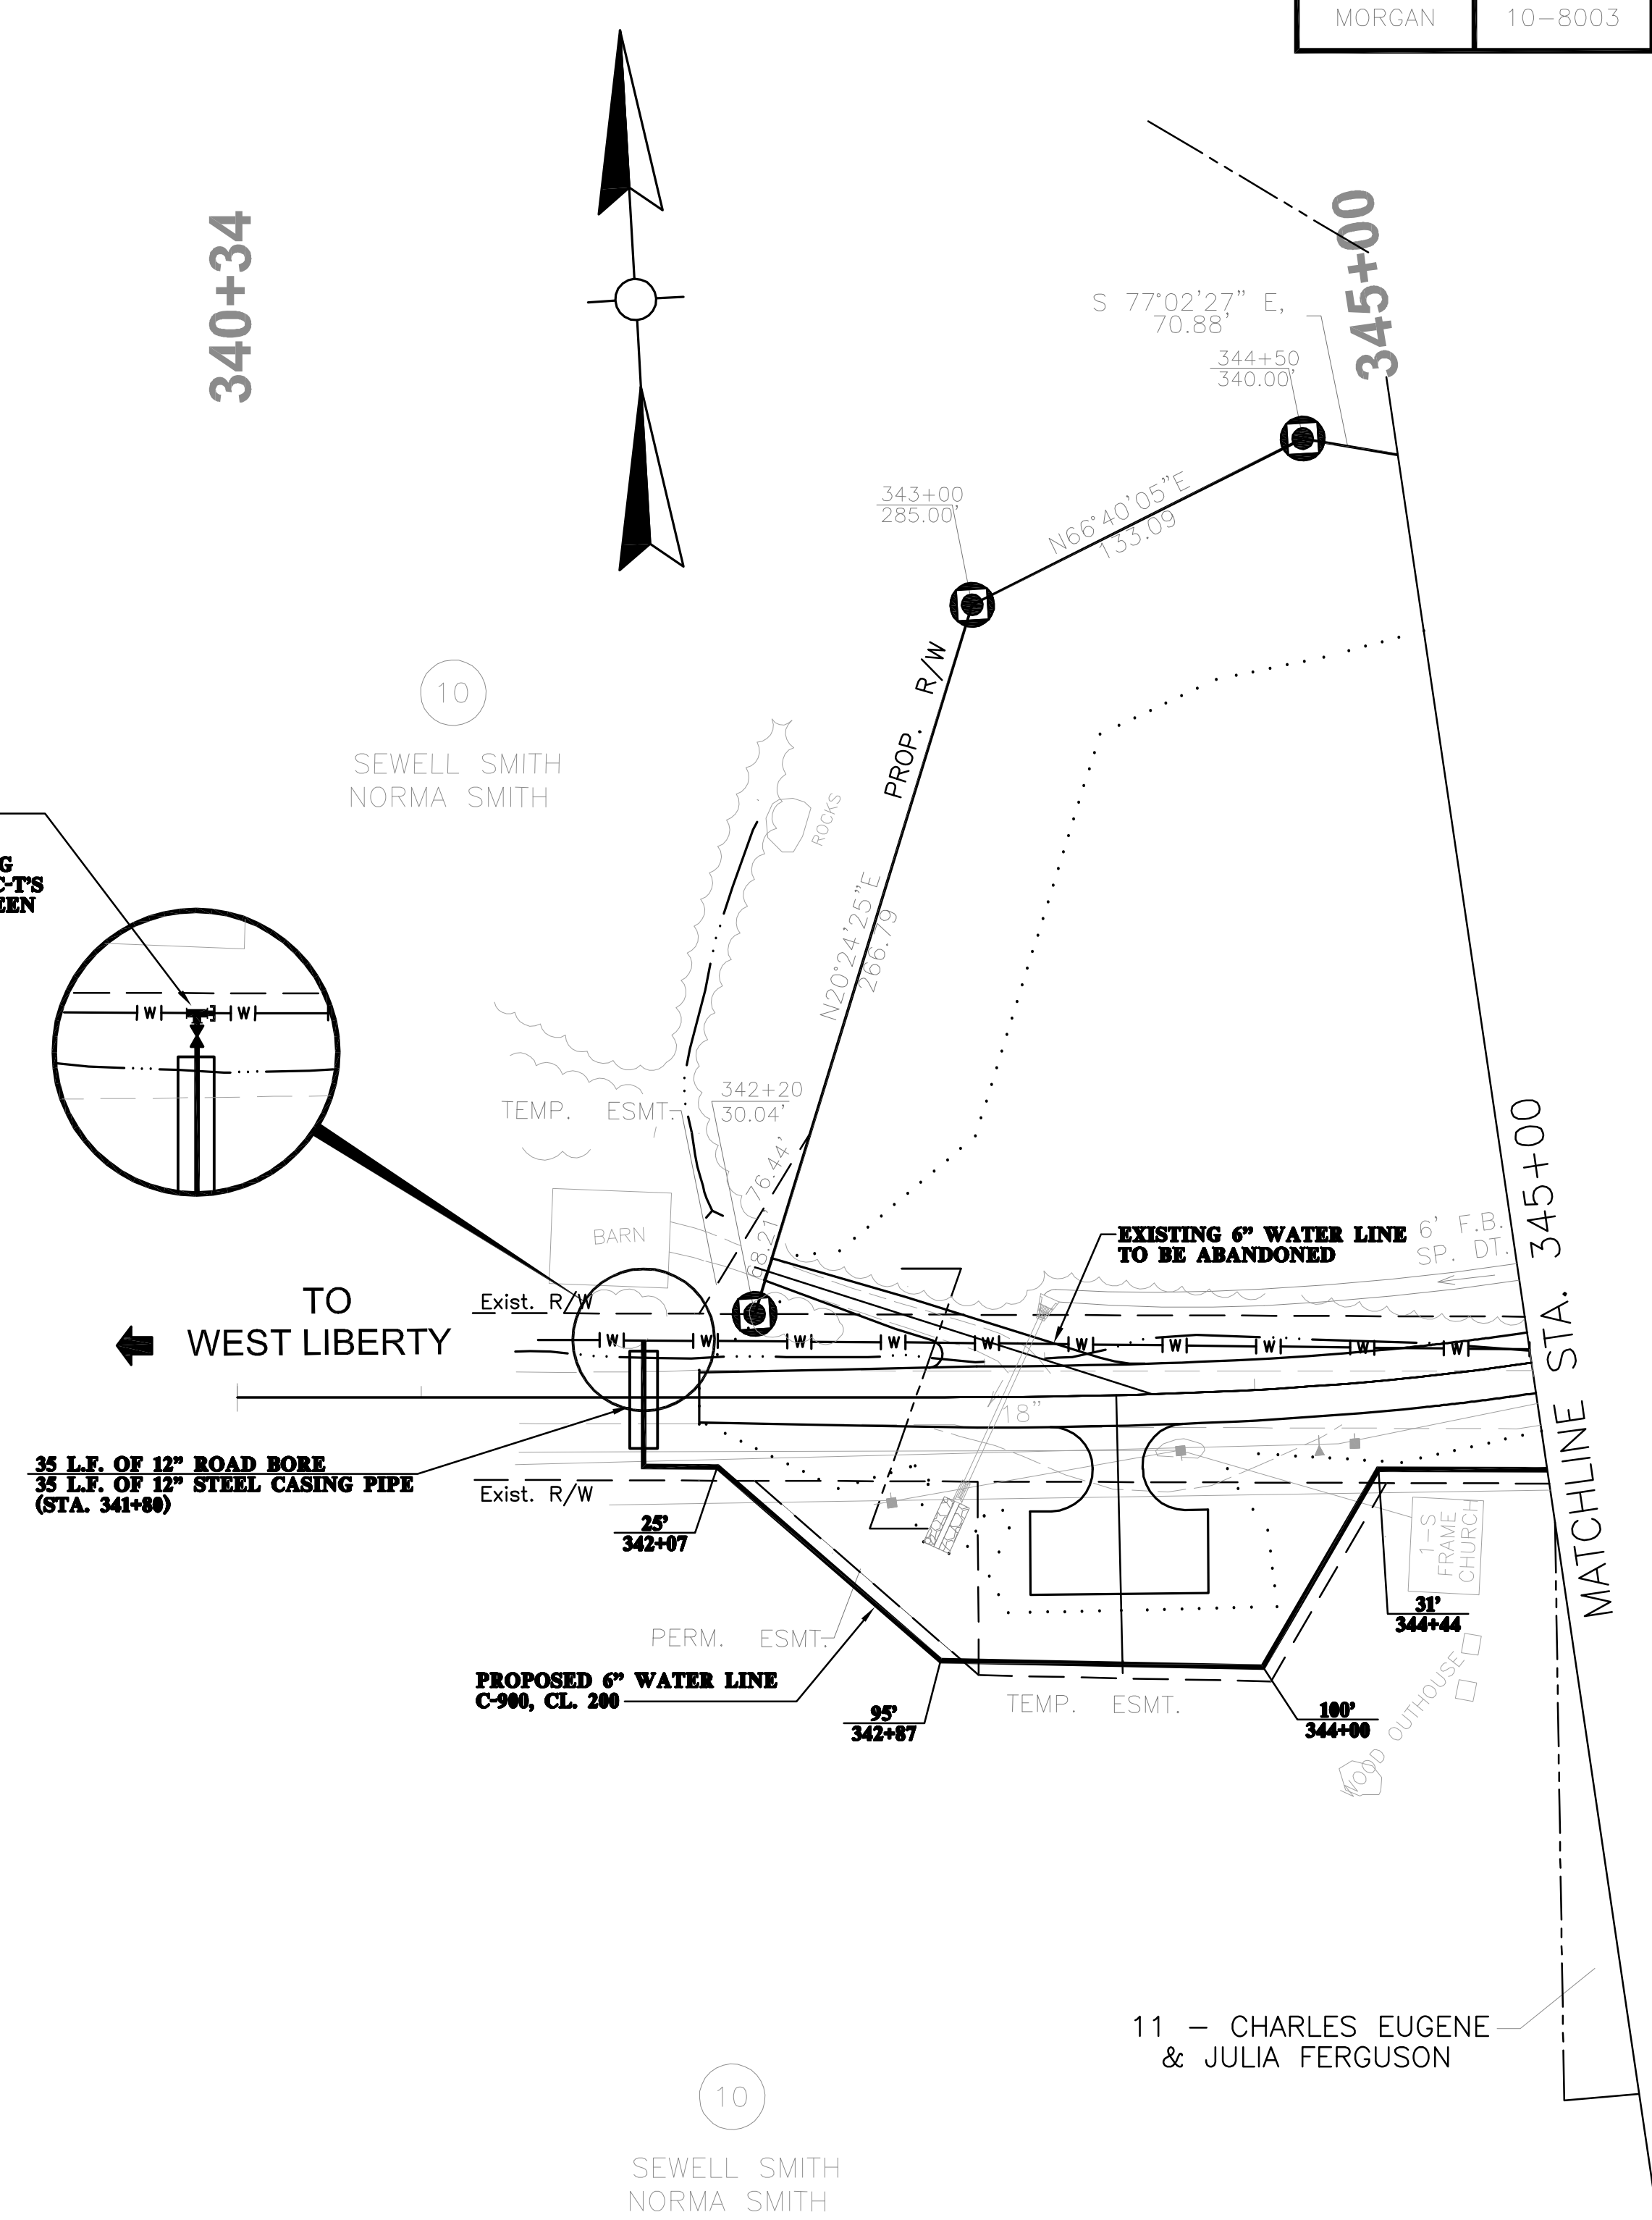 MORGAN 10-8003
340+34
345+00
S 77°02'27" E,
70.88'
344+50
340.00'
343+00
285.00'
N66°40'05"E
133.09
PROP. R/W
10
SEWELL SMITH
NORMA SMITH
ROCKS
G
C-T'S
EEN
N20°24'25"E
266.79
W W
TEMP. ESMT.
342+20
30.04'
76.44'
68.21'
BARN
EXISTING 6" WATER LINE
TO BE ABANDONED
6' F.B.
SP. DT.
TO
WEST LIBERTY
Exist. R/W
W W W W W W W W W W
18"
35 L.F. OF 12" ROAD BORE
35 L.F. OF 12" STEEL CASING PIPE
(STA. 341+80)
Exist. R/W
25'
342+07
1-S
FRAME
CHURCH
MATCHLINE STA. 345+00
31'
344+44
PERM. ESMT.
PROPOSED 6" WATER LINE
C-900, CL. 200
95'
342+87
TEMP. ESMT.
100'
344+00
WOOD OUTHOUSE
11 - CHARLES EUGENE
& JULIA FERGUSON
10
SEWELL SMITH
NORMA SMITH